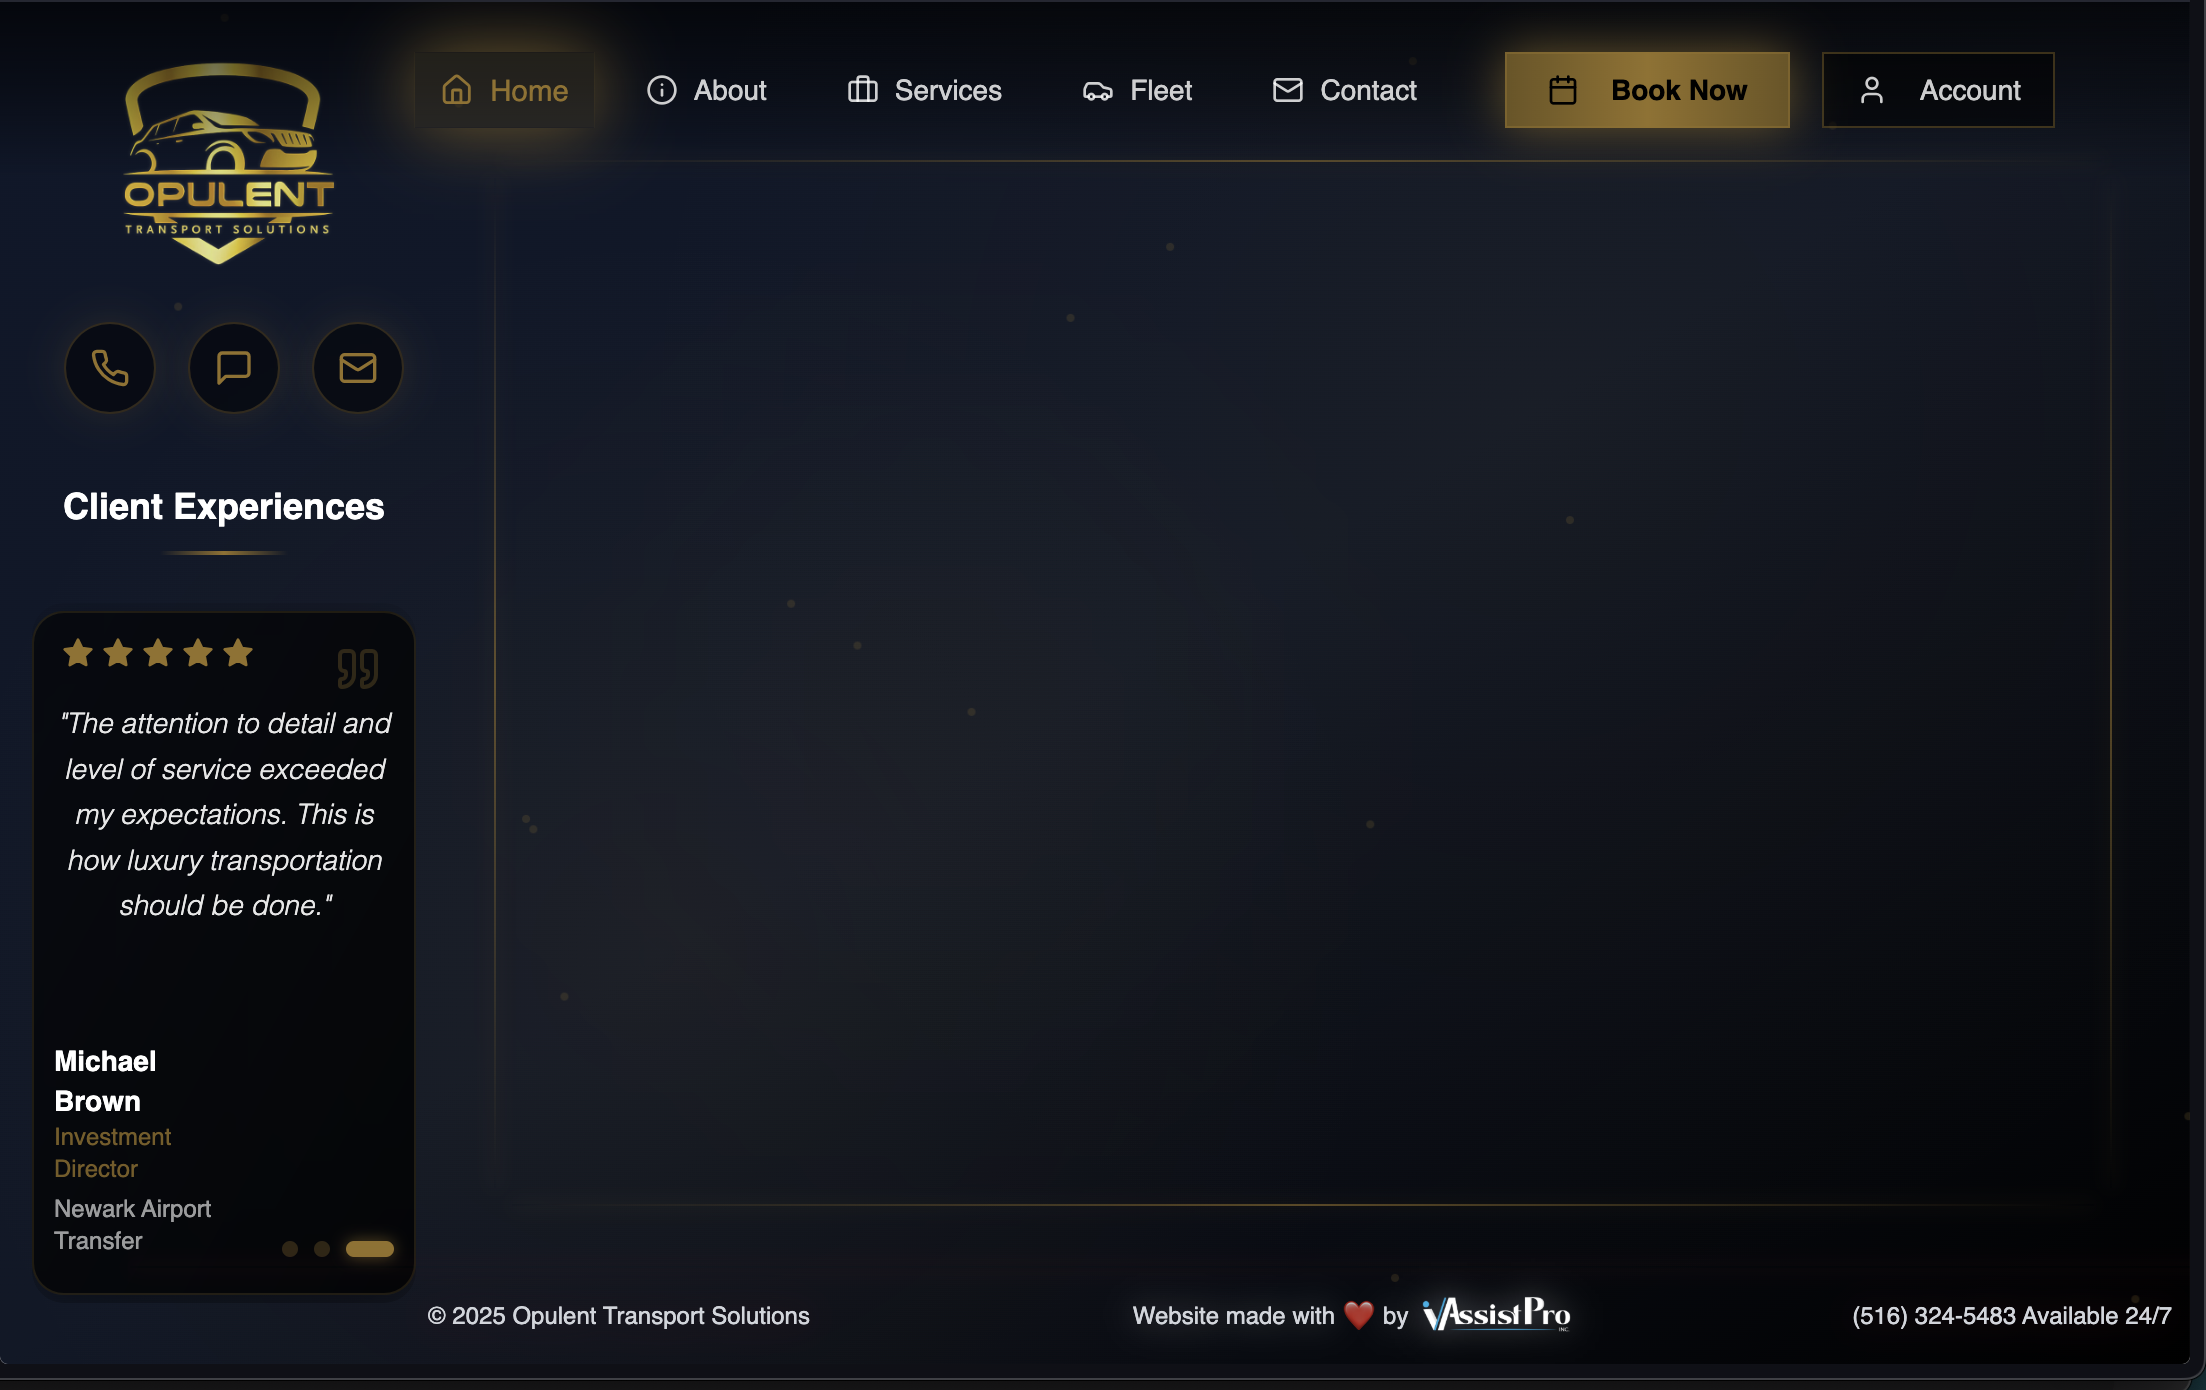 OPULENT
TRANSPORT SOLUTIONS
Home
About
Services
Fleet
Contact
Book Now
Account
Client Experiences
"The attention to detail and
level of service exceeded
my expectations. This is
how luxury transportation
should be done."
Michael
Brown
Investment
Director
Newark Airport
Transfer
© 2025 Opulent Transport Solutions
Website made with ❤️ by VAssistPro INC.
(516) 324-5483 Available 24/7